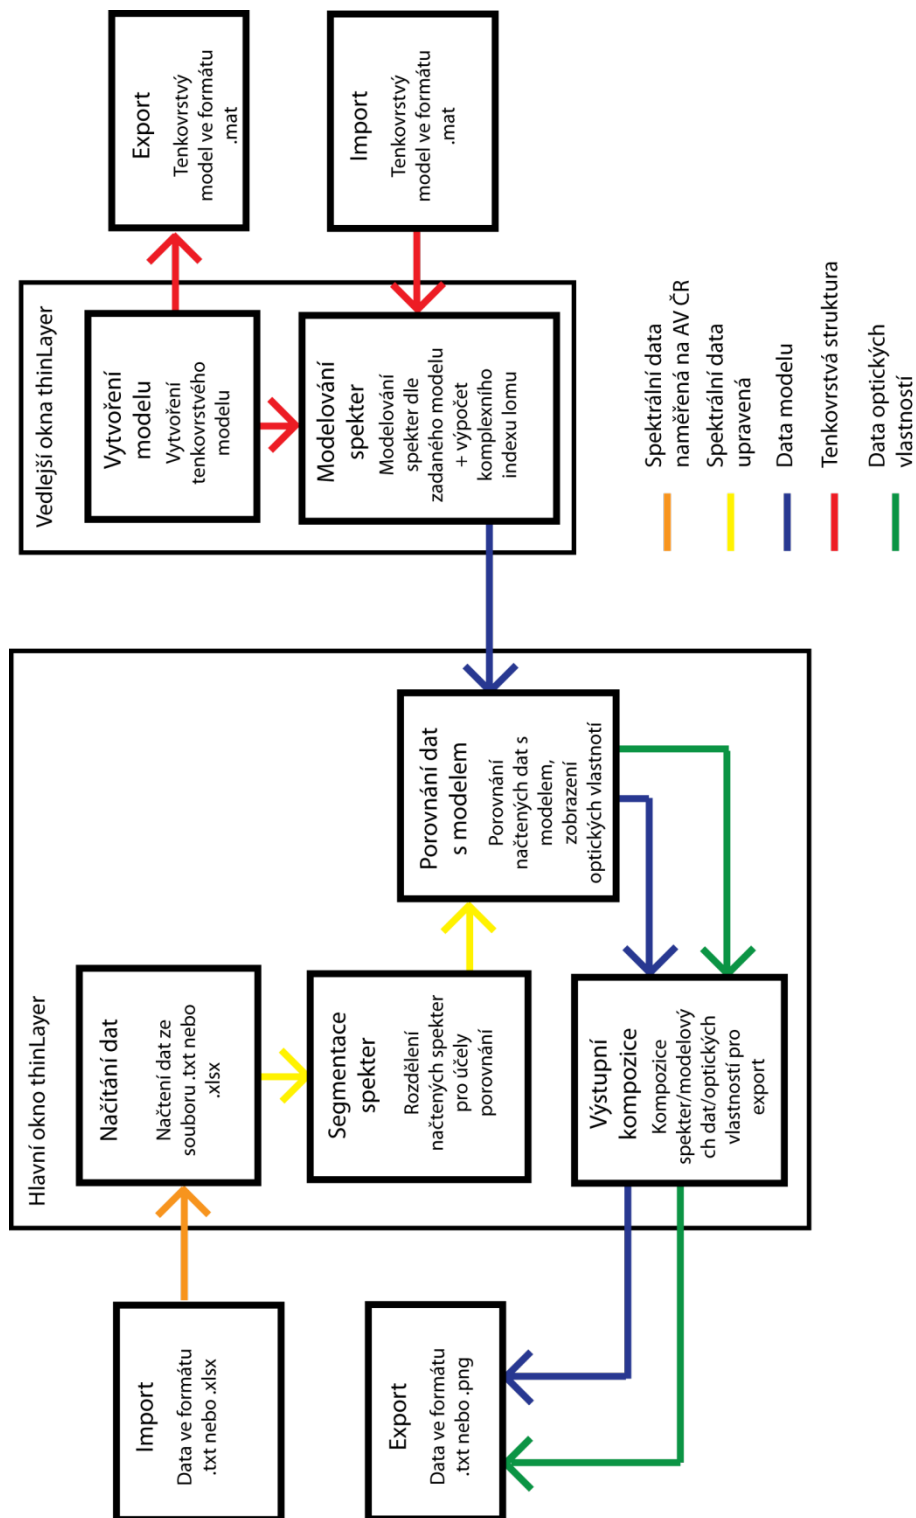 Import
Data ve formátu
.txt nebo .xlsx
Export
Data ve formátu
.txt nebo .png
Hlavní okno thinLayer
Načítání dat
Načtení dat ze
souboru .txt nebo
.xlsx
Segmentace
spekter
Rozdělení
načtených spekter
pro účely
porovnání
Výstupní
kompozice
Kompozice
spekter/modelový
ch dat/optických
vlastností pro
export
Porovnání dat
s modelem
Porovnání
načtených dat s
modelem,
zobrazení
optických vlastnotí
Vedlejší okna thinLayer
Vytvoření
modelu
Vytvoření
tenkovrstvého
modelu
Modelování
spekter
Modelování
spekter dle
zadaného modelu
+ výpočet
komplexního
indexu lomu
Export
Tenkovrstvý
model ve formátu
.mat
Import
Tenkovrstvý
model ve formátu
.mat
Spektrální data
naměřená na AV ČR
Spektrální data
upravená
Data modelu
Tenkovrstvá struktura
Data optických
vlastností